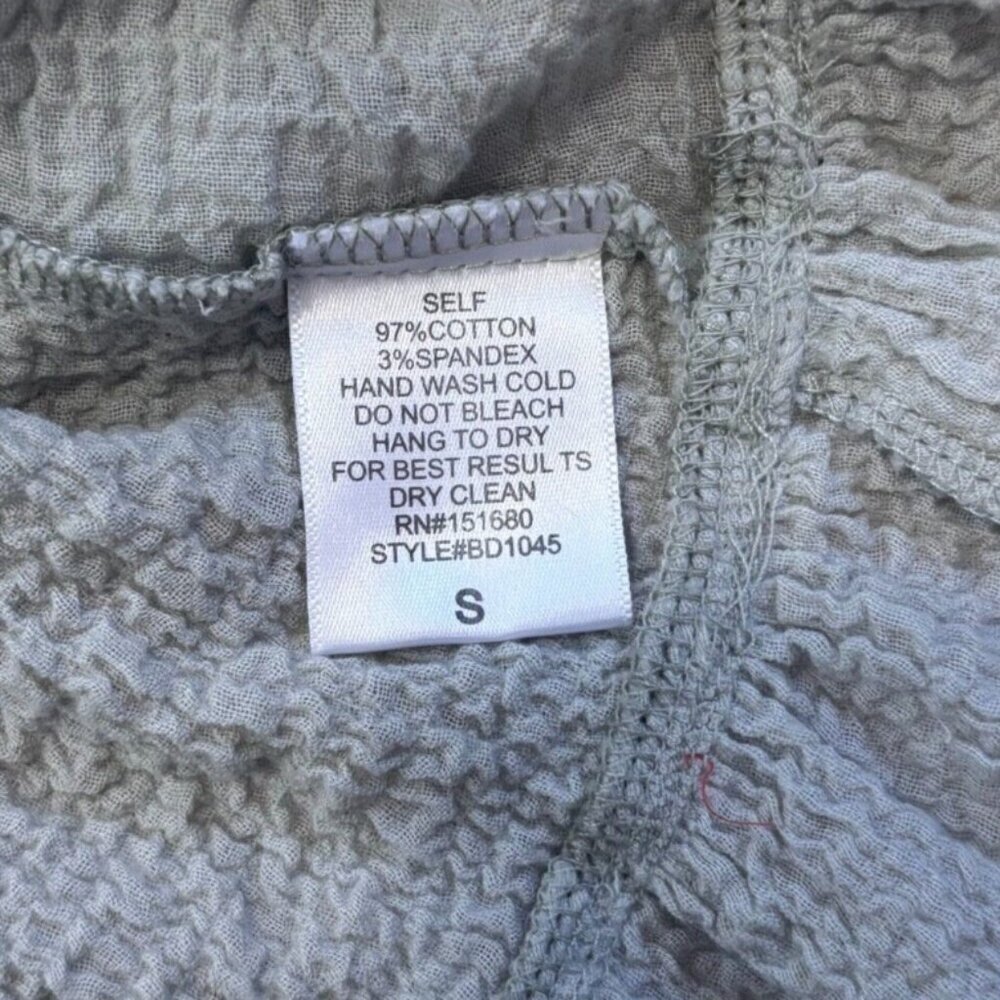 SELF
97%COTTON
3%SPANDEX
HAND WASH COLD
DO NOT BLEACH
HANG TO DRY
FOR BEST RESUL TS
DRY CLEAN
RN#151680
STYLE#BD1045
S